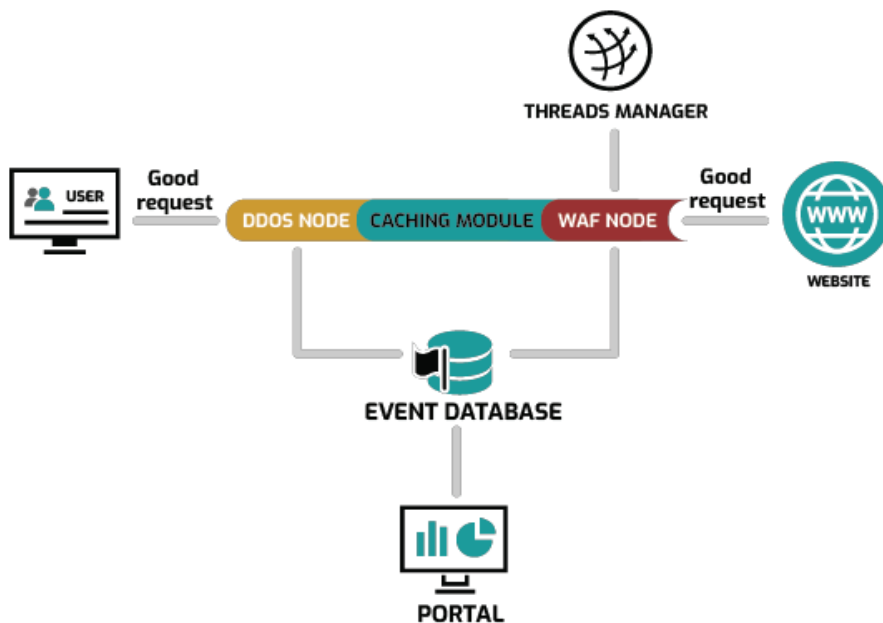 THREADS MANAGER
USER
Good
request
DDOS NODE
CACHING MODULE
WAF NODE
Good
request
WWW
WEBSITE
EVENT DATABASE
PORTAL